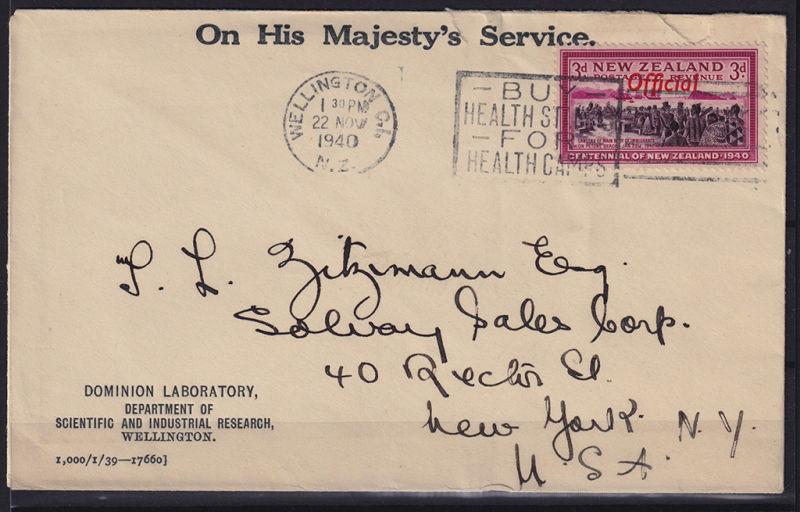 On His Majesty's Service.
WELLINGTON C.1.
1 30 PM
22 NOV
1940
N.Z.
— BUY
HEALTH ST
— FOR
HEALTH CAMPS
3d NEW ZEALAND 3d
POSTAGE REVENUE
Official
CENTENNIAL OF NEW ZEALAND · 1940
L. Zitzmann Esq.
Solvay Sales Corp.
40 Rector St.
New York. N.Y.
U.S.A.
DOMINION LABORATORY,
DEPARTMENT OF
SCIENTIFIC AND INDUSTRIAL RESEARCH,
WELLINGTON.
1,000/1/39—17660]